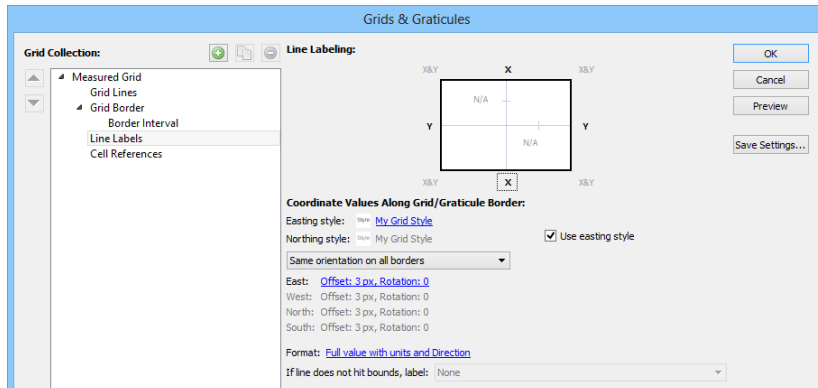 Grids & Graticules
Grid Collection:
Measured Grid
Grid Lines
Grid Border
Border Interval
Line Labels
Cell References
Line Labeling:
X&Y X X&Y
N/A
Y Y
N/A
X&Y X X&Y
Coordinate Values Along Grid/Graticule Border:
Easting style: Style My Grid Style
Northing style: Style My Grid Style
Use easting style
Same orientation on all borders
East: Offset: 3 px, Rotation: 0
West: Offset: 3 px, Rotation: 0
North: Offset: 3 px, Rotation: 0
South: Offset: 3 px, Rotation: 0
Format: Full value with units and Direction
If line does not hit bounds, label: None
OK
Cancel
Preview
Save Settings...